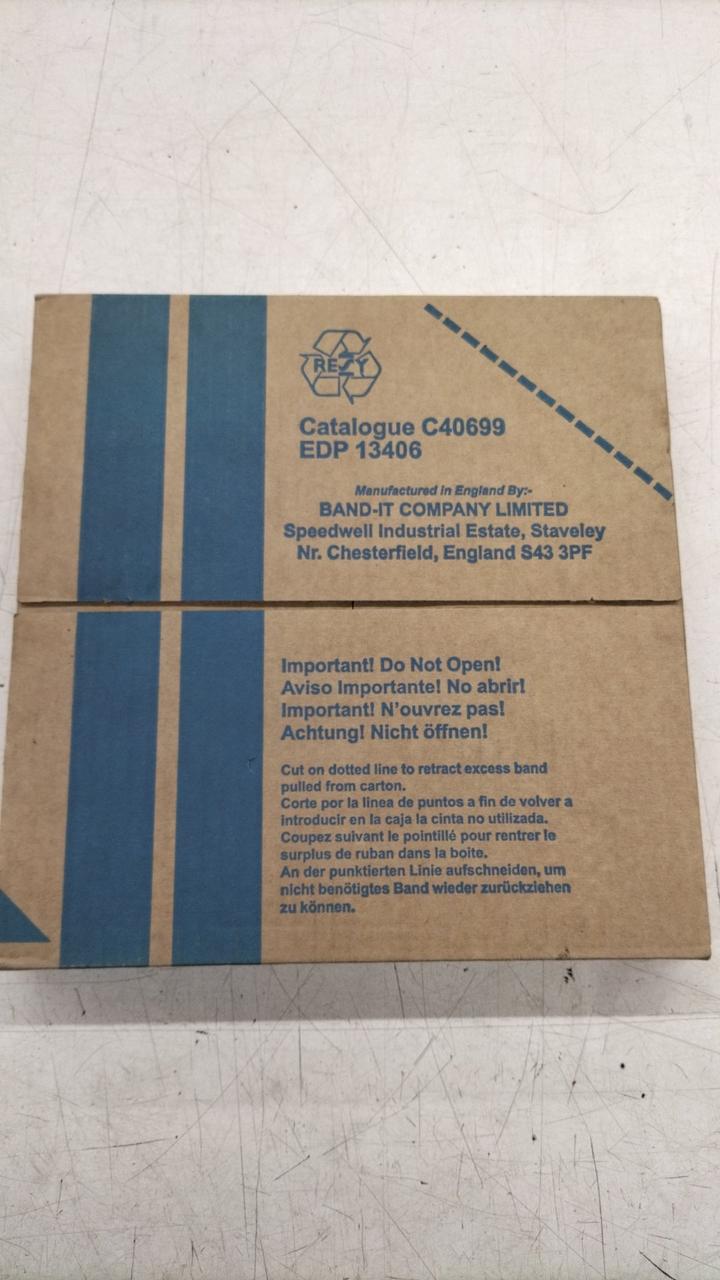 RESY
Catalogue C40699
EDP 13406
Manufactured in England By:-
BAND-IT COMPANY LIMITED
Speedwell Industrial Estate, Staveley
Nr. Chesterfield, England S43 3PF
Important! Do Not Open!
Aviso Importante! No abrir!
Important! N'ouvrez pas!
Achtung! Nicht öffnen!
Cut on dotted line to retract excess band
pulled from carton.
Corte por la linea de puntos a fin de volver a
introducir en la caja la cinta no utilizada.
Coupez suivant le pointillé pour rentrer le
surplus de ruban dans la boite.
An der punktierten Linie aufschneiden, um
nicht benötigtes Band wieder zurückziehen
zu können.